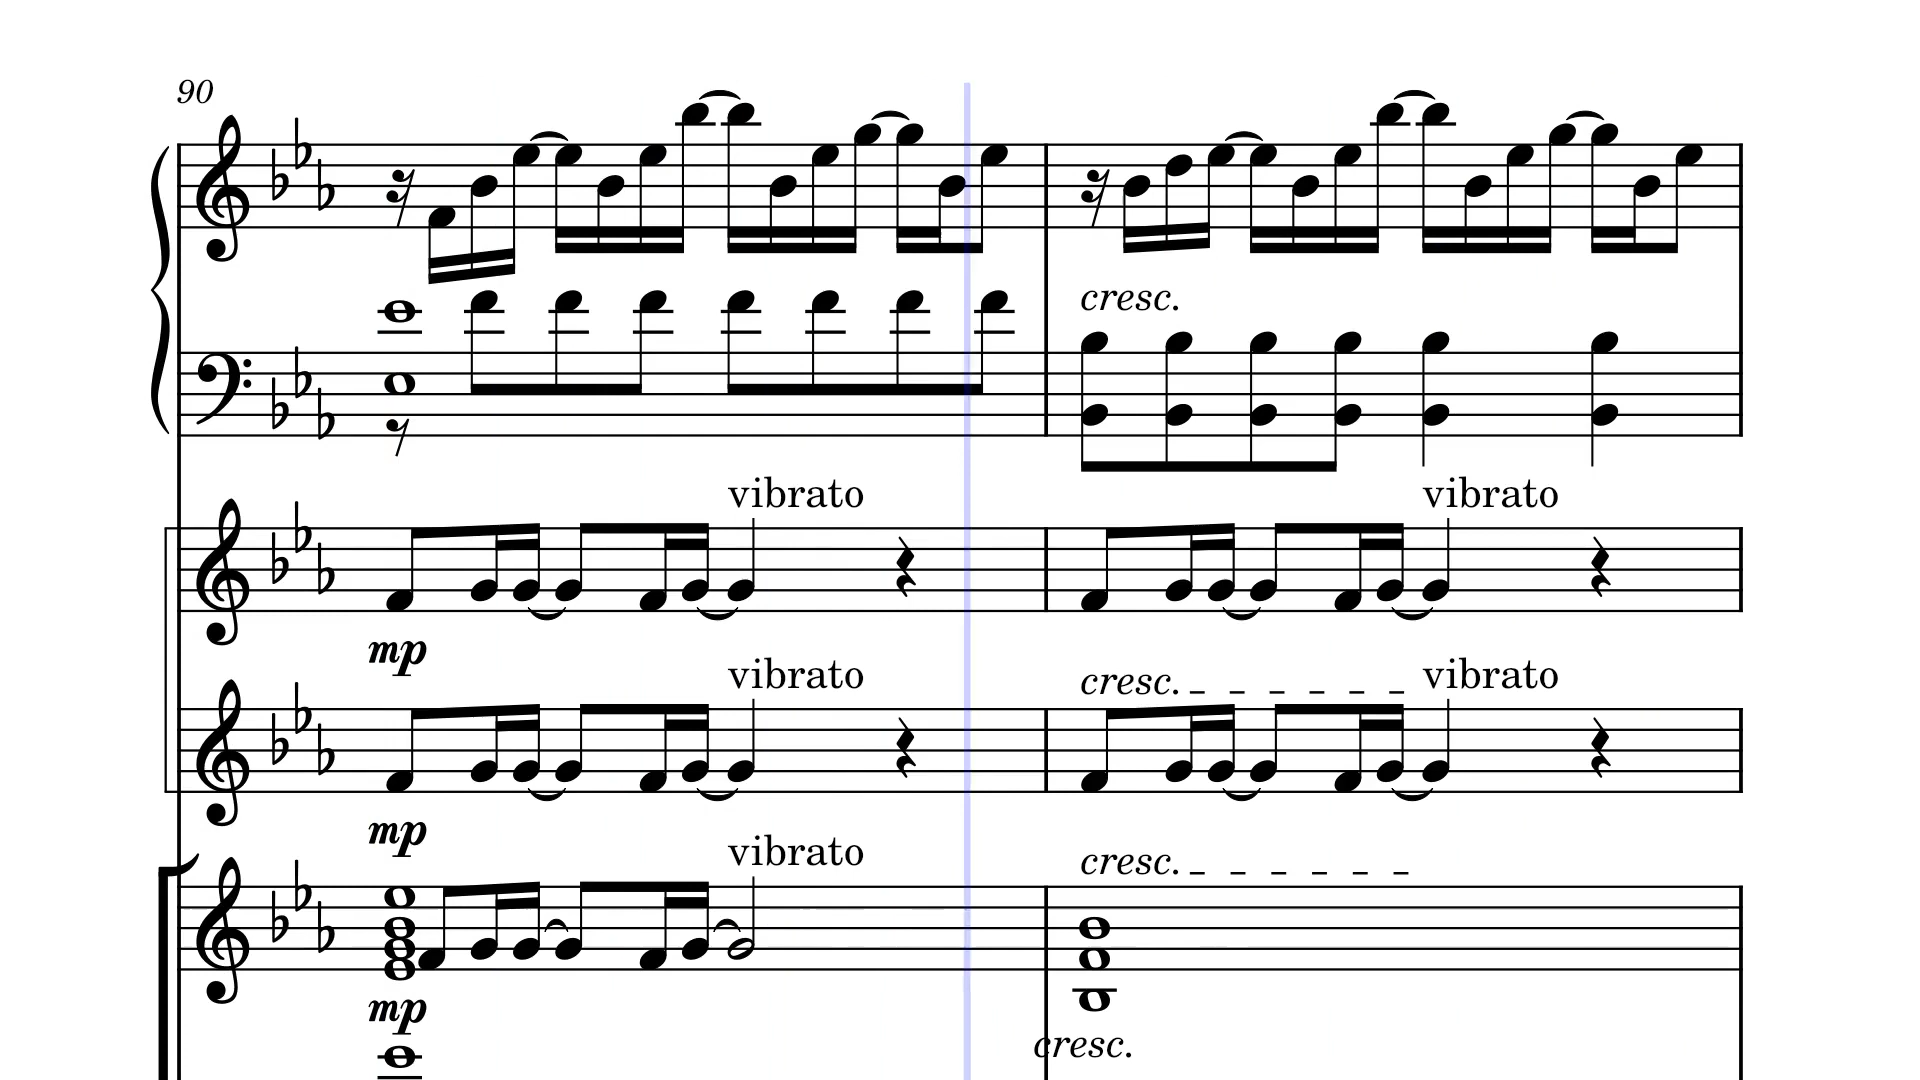 90
cresc.
vibrato vibrato
mp
vibrato cresc. vibrato
mp
vibrato cresc.
mp
cresc.